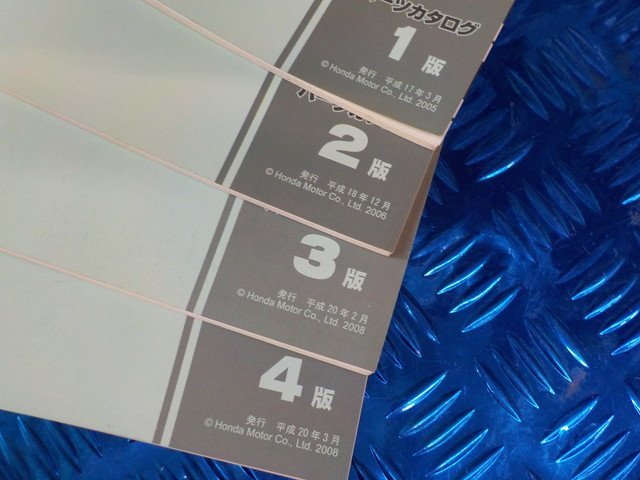 パーツカタログ
1版
発行 平成17年3月
© Honda Motor Co., Ltd. 2005
2版
発行 平成18年12月
© Honda Motor Co., Ltd. 2006
3版
発行 平成20年2月
© Honda Motor Co., Ltd. 2008
4版
発行 平成20年3月
© Honda Motor Co., Ltd. 2008